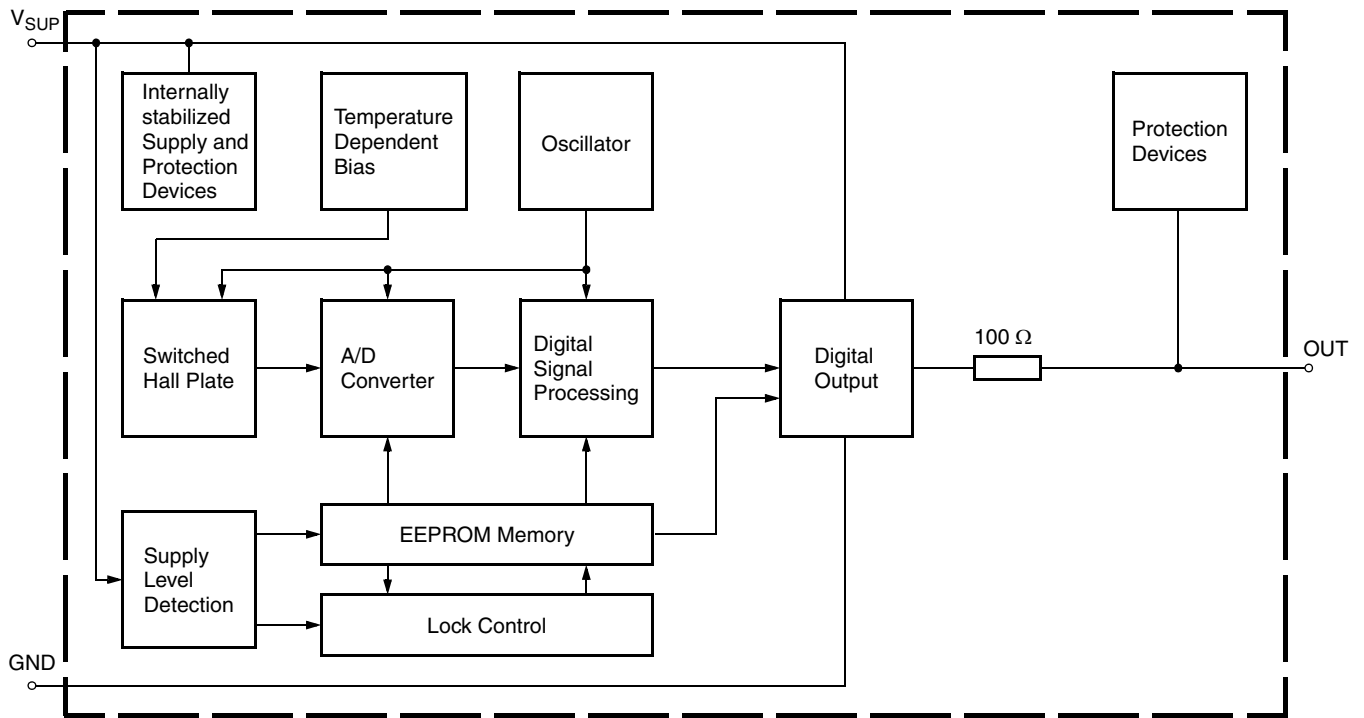 VSUP
Internally
stabilized
Supply and
Protection
Devices
Temperature
Dependent
Bias
Oscillator
Protection
Devices
Switched
Hall Plate
A/D
Converter
Digital
Signal
Processing
Digital
Output
100 Ω
OUT
EEPROM Memory
Supply
Level
Detection
Lock Control
GND